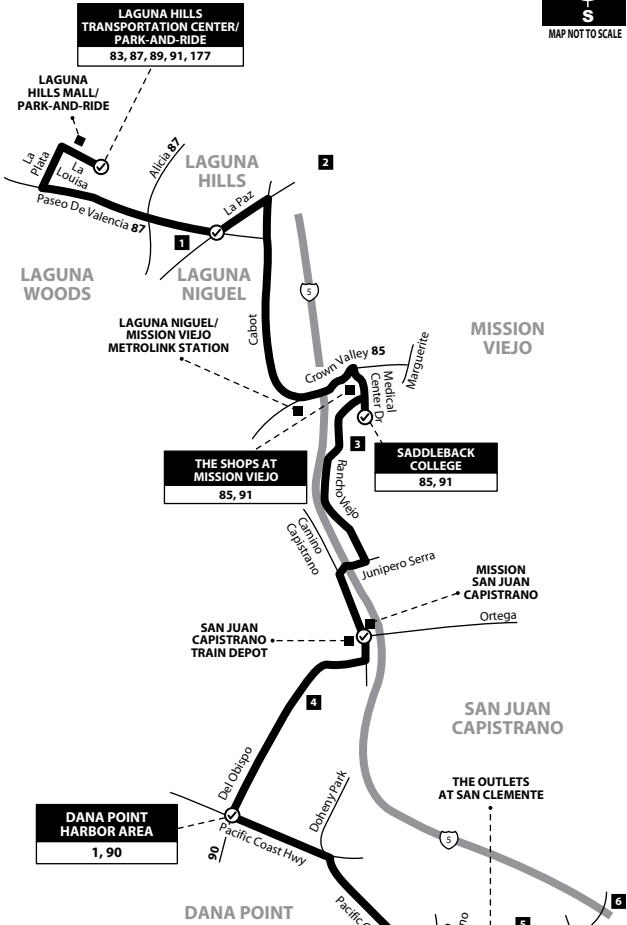 LAGUNA HILLS
TRANSPORTATION CENTER/
PARK-AND-RIDE
83, 87, 89, 91, 177
S
MAP NOT TO SCALE
LAGUNA
HILLS MALL/
PARK-AND-RIDE
La
Plata
La
Louisa
Alicia 87
LAGUNA
HILLS
2
Paseo De Valencia 87
La Paz
1
LAGUNA
WOODS
LAGUNA
NIGUEL
5
LAGUNA NIGUEL/
MISSION VIEJO
METROLINK STATION
Cabot
MISSION
VIEJO
Crown Valley 85
Marguerite
Medical
Center Dr
3
THE SHOPS AT
MISSION VIEJO
85, 91
SADDLEBACK
COLLEGE
85, 91
Rancho Viejo
Camino
Capistrano
Junipero Serra
MISSION
SAN JUAN
CAPISTRANO
Ortega
SAN JUAN
CAPISTRANO
TRAIN DEPOT
4
SAN JUAN
CAPISTRANO
Del Obispo
THE OUTLETS
AT SAN CLEMENTE
Doheny Park
DANA POINT
HARBOR AREA
1, 90
90
Pacific Coast Hwy
5
DANA POINT
6
5